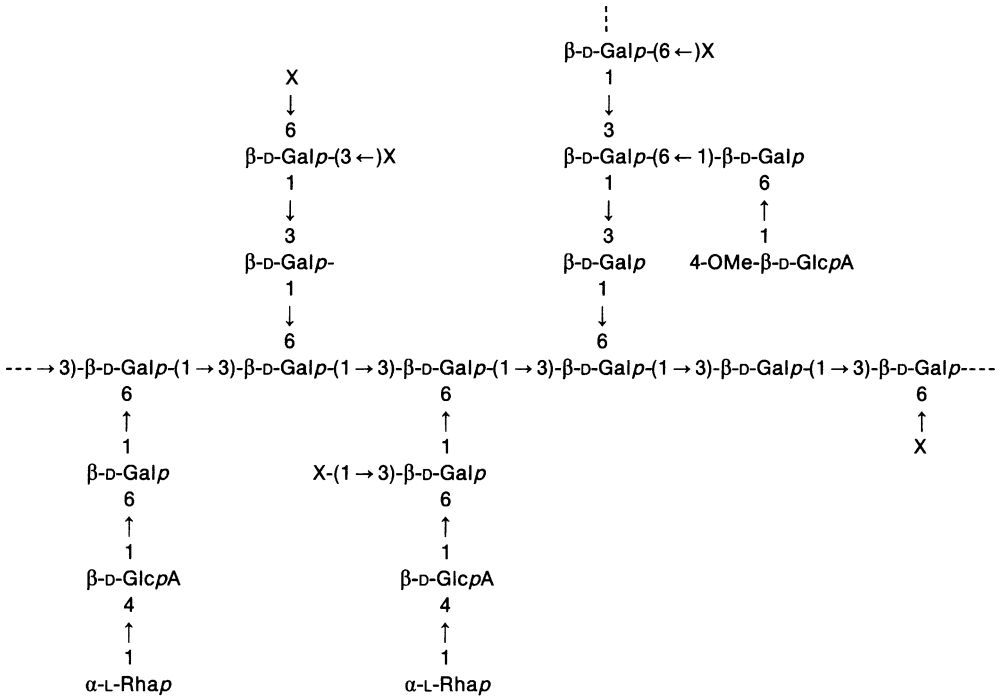 β-D-Galp-(6←)X
X 1
↓ ↓
6 3
β-D-Galp-(3←)X β-D-Galp-(6←1)-β-D-Galp
1 1 6
↓ ↓ ↑
3 3 1
β-D-Galp- β-D-Galp 4-OMe-β-D-GlcpA
1 1
↓ ↓
6 6
---→3)-β-D-Galp-(1→3)-β-D-Galp-(1→3)-β-D-Galp-(1→3)-β-D-Galp-(1→3)-β-D-Galp-(1→3)-β-D-Galp----
6 6 6
↑ ↑ ↑
1 1 X
β-D-Galp X-(1→3)-β-D-Galp
6 6
↑ ↑
1 1
β-D-GlcpA β-D-GlcpA
4 4
↑ ↑
1 1
α-L-Rhap α-L-Rhap